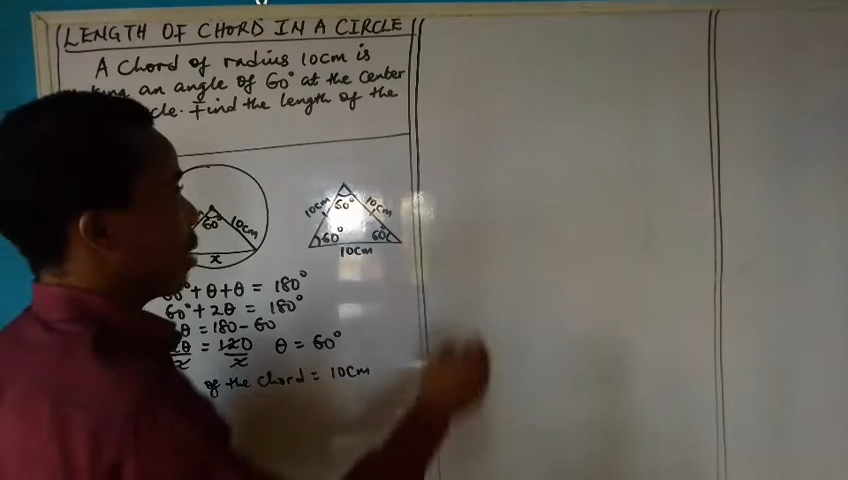 LENGTH OF CHORD IN A CIRCLE
A Chord of radius 10cm is
an angle of 60° at the center
Find the length of the
60° 10cm
x
10cm 60° 10cm
60° 60°
10cm
+ θ + θ = 180°
60° + 2θ = 180°
θ = 180 - 60
2θ = 120 θ = 60°
of the chord = 10cm